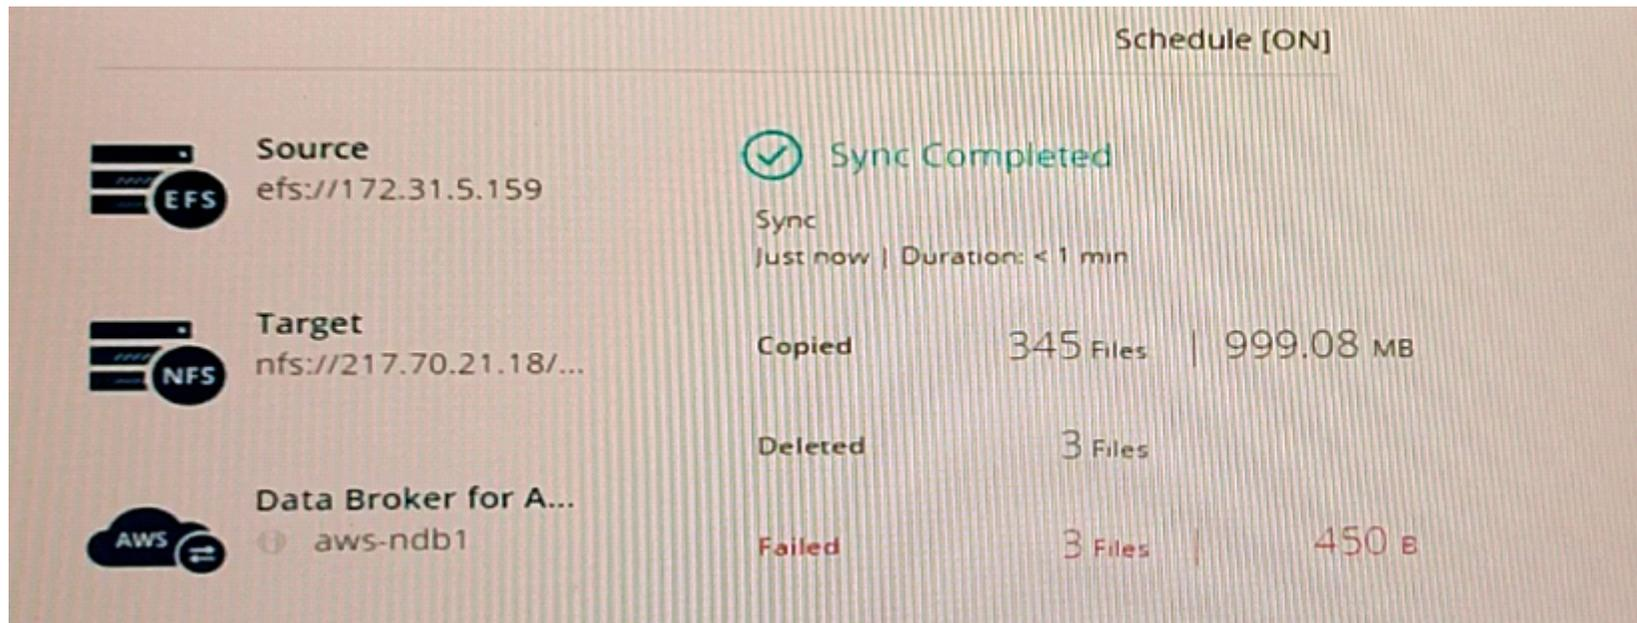 Schedule [ON]
Source
efs://172.31.5.159
EFS
Target
nfs://217.70.21.18/...
NFS
Data Broker for A...
aws-ndb1
AWS
Sync Completed
Sync
Just now | Duration: < 1 min
Copied 345 Files | 999.08 MB
Deleted 3 Files
Failed 3 Files | 450 B